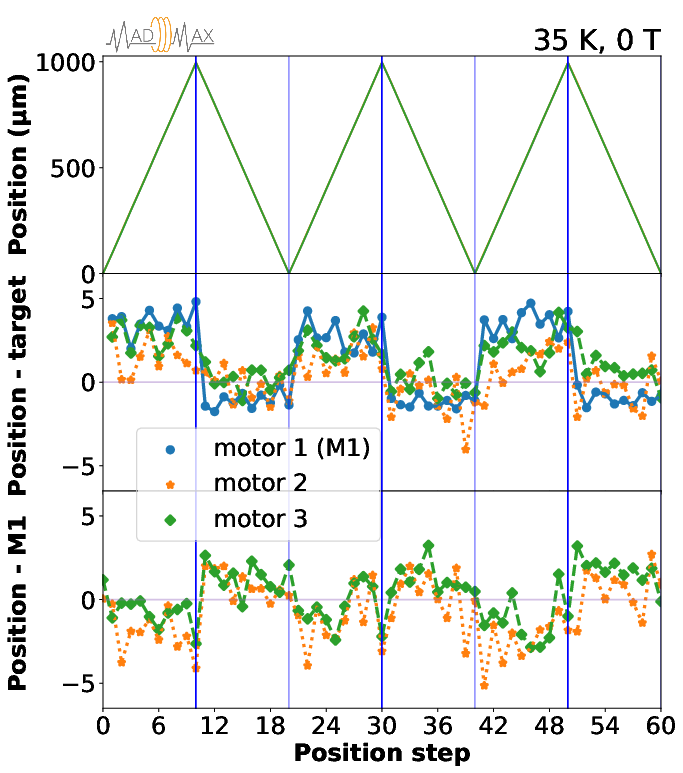 MADMAX
35 K, 0 T
Position (μm)
1000
500
0
Position - target
5
0
−5
motor 1 (M1)
motor 2
motor 3
Position - M1
5
0
−5
0 6 12 18 24 30 36 42 48 54 60
Position step